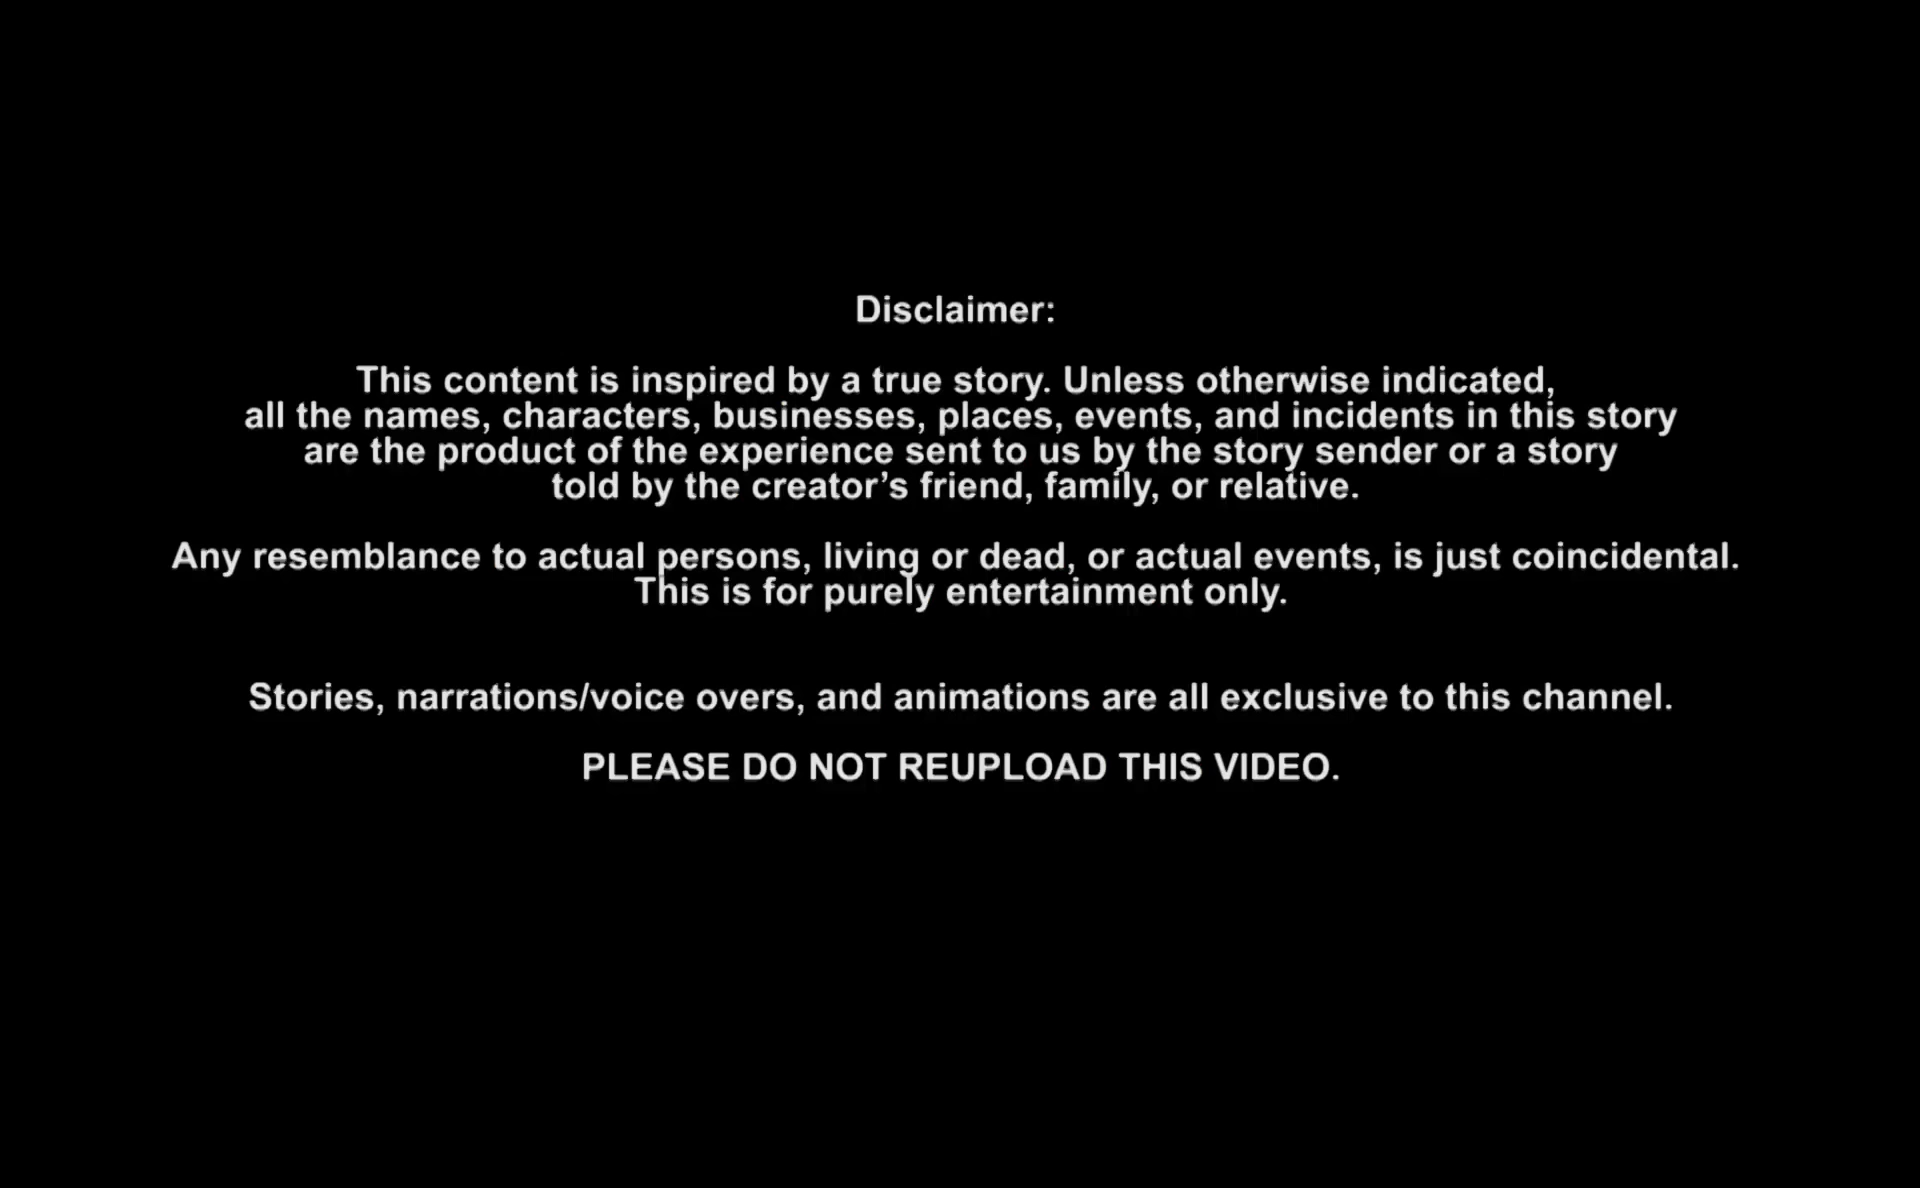 Disclaimer:
This content is inspired by a true story. Unless otherwise indicated,
all the names, characters, businesses, places, events, and incidents in this story
are the product of the experience sent to us by the story sender or a story
told by the creator’s friend, family, or relative.
Any resemblance to actual persons, living or dead, or actual events, is just coincidental.
This is for purely entertainment only.
Stories, narrations/voice overs, and animations are all exclusive to this channel.
PLEASE DO NOT REUPLOAD THIS VIDEO.